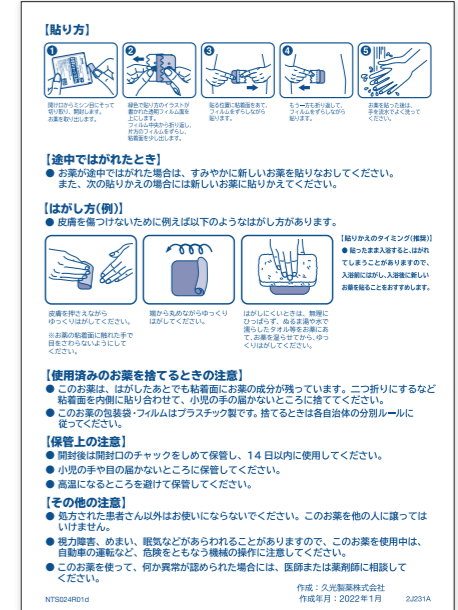 【貼り方】
1
2
3
4
5
開け口からミシン目にそって
切り取り、開封します。
お薬を取り出します。
緑色で貼り方のイラストが
書かれた透明フィルム面を
上にします。
フィルム中央から折り返し、
片方のフィルムをずらし、
粘着面を少し出します。
貼る位置に粘着面をあて、
フィルムをずらしながら
貼ります。
もう一方も折り返して、
フィルムをずらしながら
貼ります。
お薬を貼った後は、
手を流水でよく洗って
ください。
【途中ではがれたとき】
● お薬が途中ではがれた場合は、すみやかに新しいお薬を貼りなおしてください。
また、次の貼りかえの場合には新しいお薬に貼りかえてください。
【はがし方(例)】
● 皮膚を傷つけないために例えば以下のようなはがし方があります。
皮膚を押さえながら
ゆっくりはがしてください。
※お薬の粘着面に触れた手で
目をさわらないようにして
ください。
端から丸めながらゆっくり
はがしてください。
はがしにくいときは、無理に
ひっぱらず、ぬるま湯や水で
濡らしたタオル等をお薬にあ
て、お薬を湿らせてから、ゆっ
くりはがしてください。
【貼りかえのタイミング(推奨)】
● 貼ったまま入浴すると、はがれ
てしまうことがありますので、
入浴前にはがし、入浴後に新しい
お薬を貼ることをおすすめします。
【使用済みのお薬を捨てるときの注意】
● このお薬は、はがしたあとでも粘着面にお薬の成分が残っています。二つ折りにするなど
粘着面を内側に貼り合わせて、小児の手の届かないところに捨ててください。
● このお薬の包装袋・フィルムはプラスチック製です。捨てるときは各自治体の分別ルールに
従ってください。
【保管上の注意】
● 開封後は開封口のチャックをしめて保管し、14日以内に使用してください。
● 小児の手や目の届かないところに保管してください。
● 高温になるところを避けて保管してください。
【その他の注意】
● 処方された患者さん以外はお使いにならないでください。このお薬を他の人に譲っては
いけません。
● 視力障害、めまい、眠気などがあらわれることがありますので、このお薬を使用中は、
自動車の運転など、危険をともなう機械の操作に注意してください。
● このお薬を使って、何か異常が認められた場合には、医師または薬剤師に相談して
ください。
作成：久光製薬株式会社
作成年月：2022年1月
NTS024R01d
2J231A